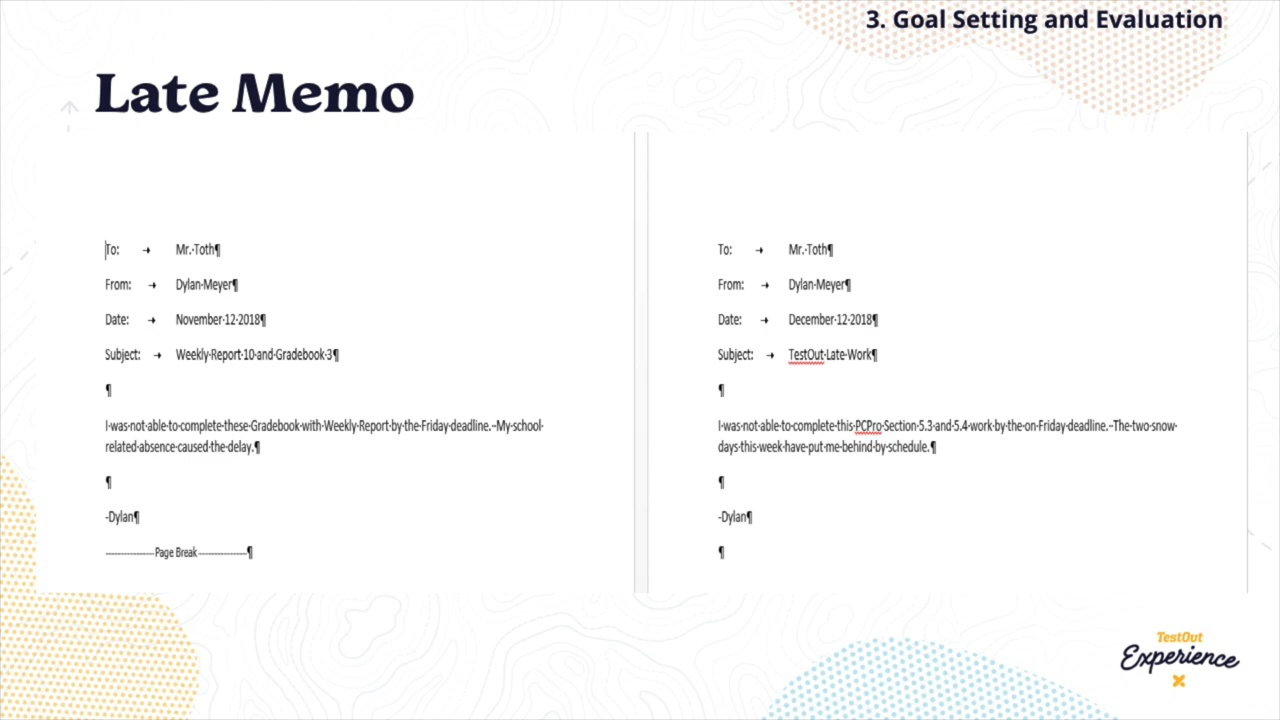 3. Goal Setting and Evaluation
Late Memo
To: → Mr.·Toth¶
From: → Dylan·Meyer¶
Date: → November·12·2018¶
Subject: → Weekly·Report·10·and·Gradebook·3¶
¶
I·was·not·able·to·complete·these·Gradebook·with·Weekly·Report·by·the·Friday·deadline.··My·school·
related·absence·caused·the·delay.¶
¶
-Dylan¶
----------------Page Break----------------¶
To: → Mr.·Toth¶
From: → Dylan·Meyer¶
Date: → December·12·2018¶
Subject: → TestOut·Late·Work¶
¶
I·was·not·able·to·complete·this·PCPro·Section·5.3·and·5.4·work·by·the·on·Friday·deadline.··The·two·snow·
days·this·week·have·put·me·behind·by·schedule.¶
¶
-Dylan¶
¶
TestOut
Experience